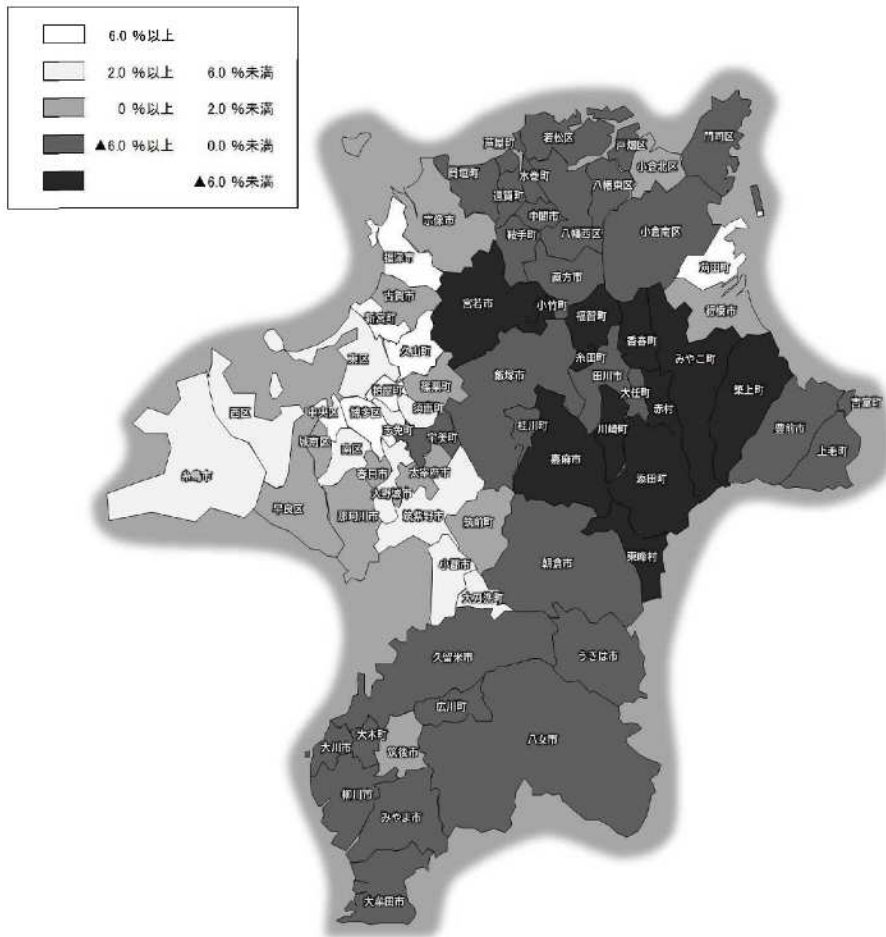 6.0 %以上
2.0 %以上 6.0 %未満
0 %以上 2.0 %未満
▲6.0 %以上 0.0 %未満
▲6.0 %未満
門司区
若松区
芦屋町
戸畑区
小倉北区
岡垣町
水巻町
八幡東区
遠賀町
中間市
宗像市
鞍手町
八幡西区
小倉南区
福津市
苅田町
直方市
古賀市
宮若市
小竹町
行橋市
新宮町
福智町
香春町
東区
久山町
みやこ町
糸田町
飯塚市
田川市
篠栗町
粕屋町
大任町
築上町
吉富町
西区
中央区
博多区
須恵町
赤村
志免町
桂川町
川崎町
豊前市
城南区
南区
宇美町
上毛町
嘉麻市
添田町
糸島市
春日市
太宰府市
大野城市
早良区
那珂川市
筑紫野市
筑前町
東峰村
朝倉市
小郡市
大刀洗町
久留米市
うきは市
広川町
大木町
八女市
大川市
筑後市
柳川市
みやま市
大牟田市